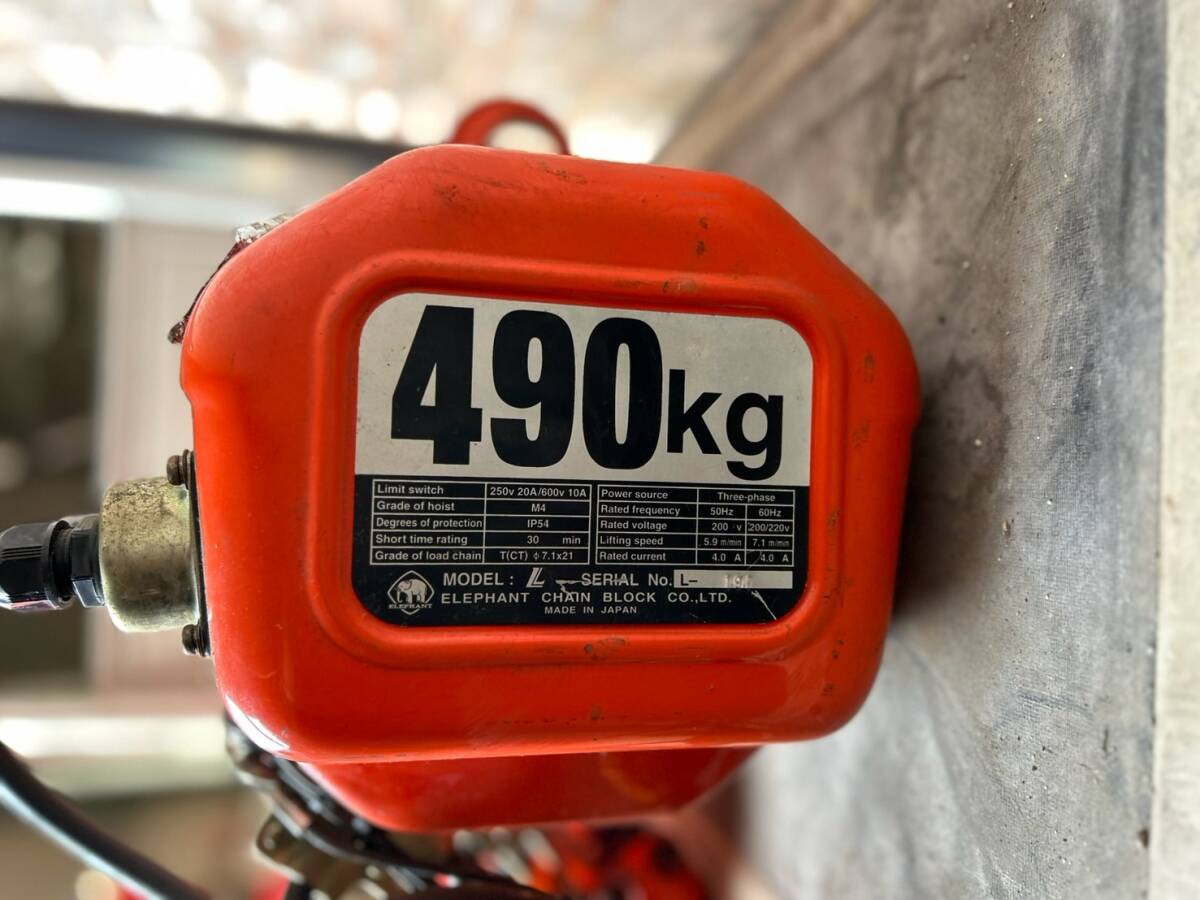 490kg
Limit switch 250v 20A/600v 10A
Grade of hoist M4
Degrees of protection IP54
Short time rating 30 min
Grade of load chain T(CT) ϕ7.1x21
Power source Three-phase
Rated frequency 50Hz 60Hz
Rated voltage 200 v 200/220v
Lifting speed 5.9 m/min 7.1 m/min
Rated current 4.0 A 4.0 A
MODEL : L SERIAL No. L-
ELEPHANT
ELEPHANT CHAIN BLOCK CO.,LTD.
MADE IN JAPAN